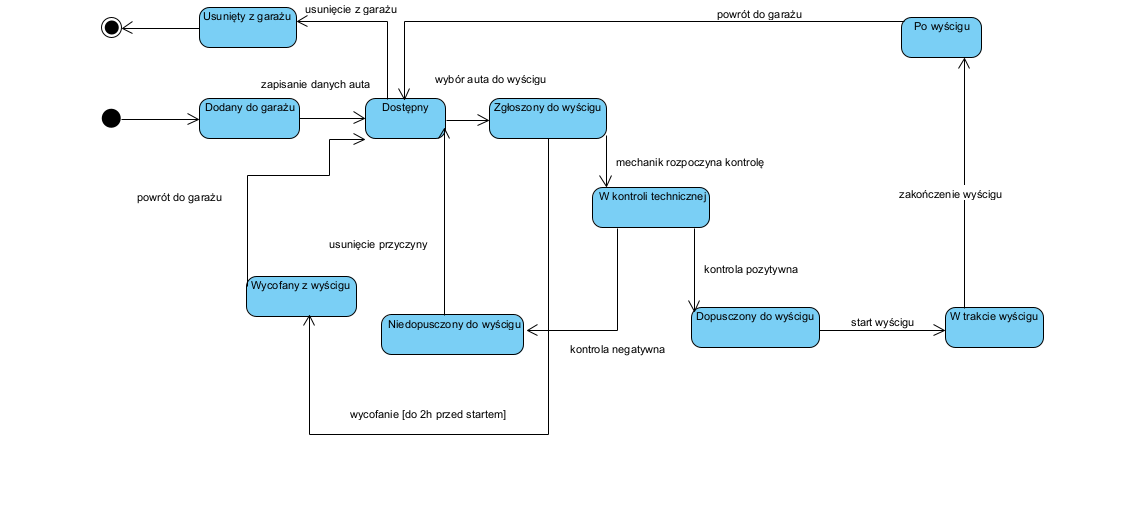 usunięcie z garażu
Usunięty z garażu
powrót do garażu
Po wyścigu
zapisanie danych auta
wybór auta do wyścigu
Dodany do garażu
Dostępny
Zgłoszony do wyścigu
mechanik rozpoczyna kontrolę
powrót do garażu
W kontroli technicznej
zakończenie wyścigu
usunięcie przyczyny
kontrola pozytywna
Wycofany z wyścigu
Niedopuszczony do wyścigu
Dopuszczony do wyścigu
start wyścigu
W trakcie wyścigu
kontrola negatywna
wycofanie [do 2h przed startem]